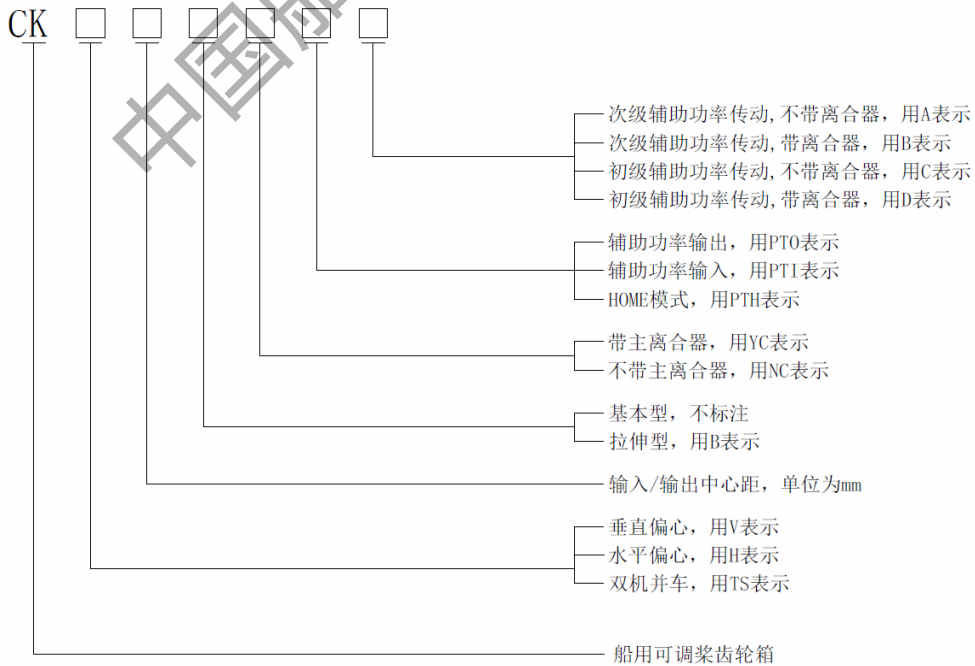 CK
次级辅助功率传动,不带离合器，用A表示
次级辅助功率传动,带离合器，用B表示
初级辅助功率传动,不带离合器，用C表示
初级辅助功率传动,带离合器，用D表示
辅助功率输出，用PTO表示
辅助功率输入，用PTI表示
HOME模式，用PTH表示
带主离合器，用YC表示
不带主离合器，用NC表示
基本型，不标注
拉伸型，用B表示
输入/输出中心距，单位为mm
垂直偏心，用V表示
水平偏心，用H表示
双机并车，用TS表示
船用可调桨齿轮箱
中国